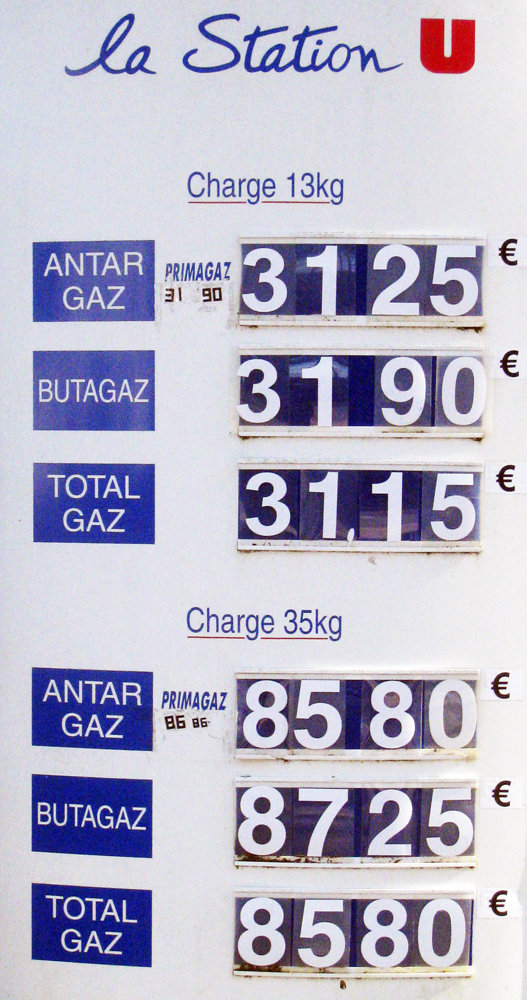 la Station U
Charge 13kg
ANTAR GAZ
PRIMAGAZ
31 90
31 25 €
BUTAGAZ
31 90 €
TOTAL GAZ
31,15 €
Charge 35kg
ANTAR GAZ
PRIMAGAZ
86 86
85 80 €
BUTAGAZ
87 25 €
TOTAL GAZ
85 80 €